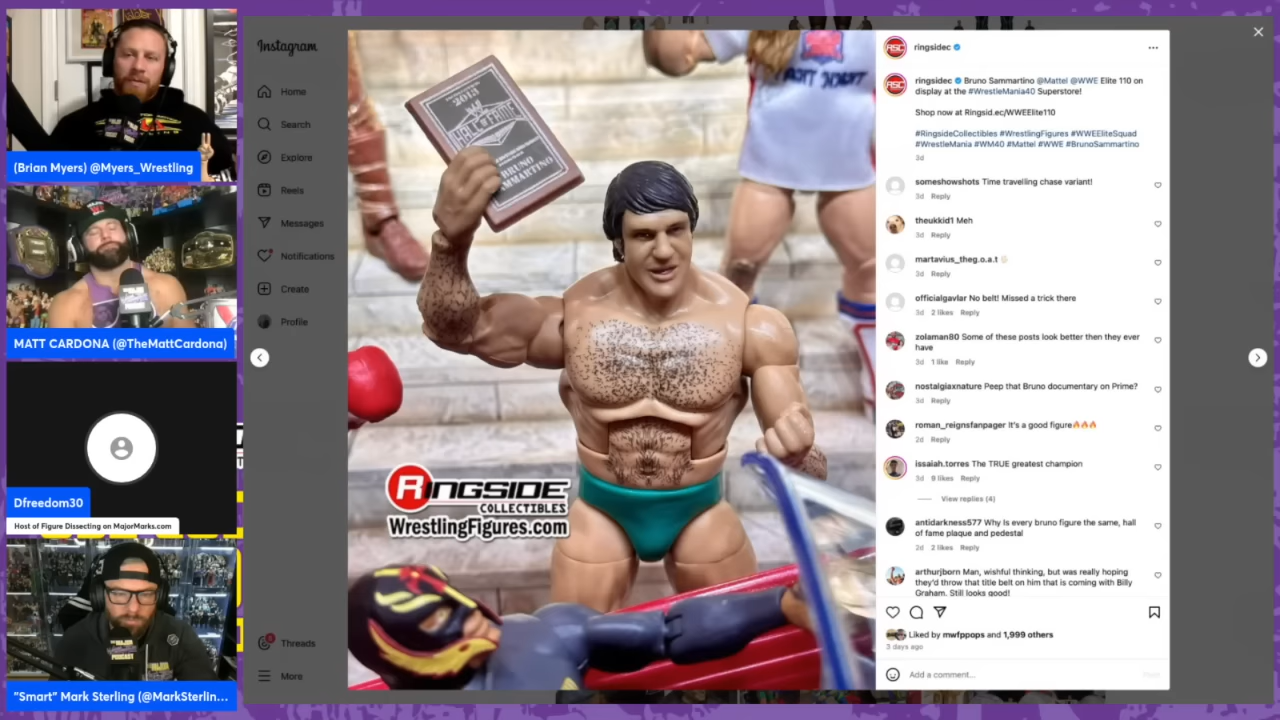 (Brian Myers) @Myers_Wrestling
MATT CARDONA (@TheMattCardona)
Dfreedom30
Host of Figure Dissecting on MajorMarks.com
"Smart" Mark Sterling (@MarkSterlin...
Instagram
Home
Search
Explore
Reels
Messages
Notifications
Create
Profile
Threads
More
2013
HALL OF FAME
BRUNO
SAMMARTINO
RINGSIDE
COLLECTIBLES
WrestlingFigures.com
RSC
ringsidec
ringsidec Bruno Sammartino @Mattel @WWE Elite 110 on
display at the #WrestleMania40 Superstore!
Shop now at Ringsid.ec/WWEElite110
#RingsideCollectibles #WrestlingFigures #WWEEliteSquad
#WrestleMania #WM40 #Mattel #WWE #BrunoSammartino
3d
someshowshots Time travelling chase variant!
3d Reply
theukkid1 Meh
3d Reply
martavius_theg.o.a.t
3d Reply
officialgavlar No belt! Missed a trick there
3d 2 likes Reply
zolaman80 Some of these posts look better then they ever
have
3d 1 like Reply
nostalgiaxnature Peep that Bruno documentary on Prime?
3d Reply
roman_reignsfanpager It's a good figure🔥🔥🔥
2d Reply
issaiah.torres The TRUE greatest champion
3d 9 likes Reply
View replies (4)
antidarkness577 Why Is every bruno figure the same, hall
of fame plaque and pedestal
2d 2 likes Reply
arthurjborn Man, wishful thinking, but was really hoping
they'd throw that title belt on him that is coming with Billy
Graham. Still looks good!
Liked by mwfppops and 1,999 others
3 days ago
Add a comment...
Post